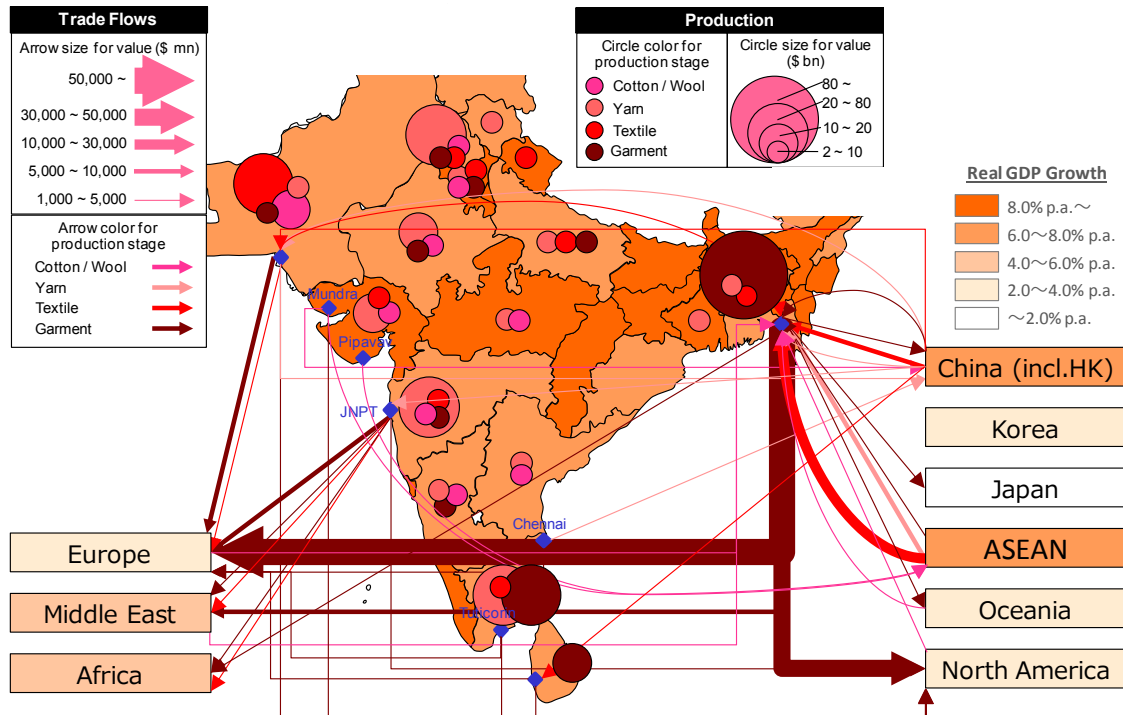 Trade Flows
Arrow size for value ($ mn)
50,000 ~
30,000 ~ 50,000
10,000 ~ 30,000
5,000 ~ 10,000
1,000 ~ 5,000
Arrow color for
production stage
Cotton / Wool
Yarn
Textile
Garment
Production
Circle color for
production stage
Cotton / Wool
Yarn
Textile
Garment
Circle size for value
($ bn)
80 ~
20 ~ 80
10 ~ 20
2 ~ 10
Real GDP Growth
8.0% p.a.～
6.0～8.0% p.a.
4.0～6.0% p.a.
2.0～4.0% p.a.
～2.0% p.a.
Mundra
Pipavav
JNPT
Chennai
Tuticorin
Europe
Middle East
Africa
China (incl.HK)
Korea
Japan
ASEAN
Oceania
North America